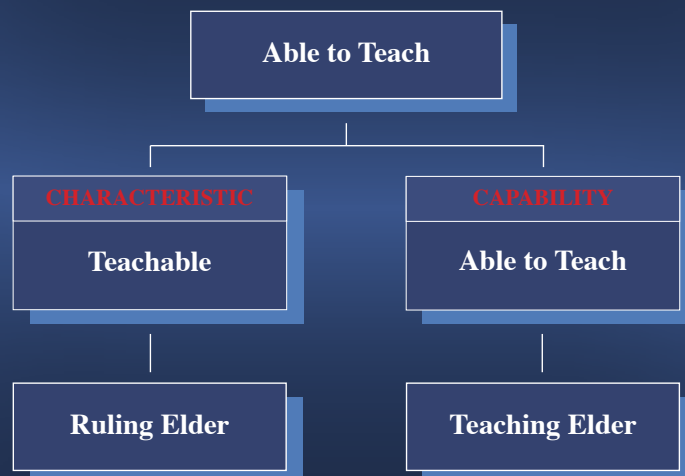 Able to Teach
CHARACTERISTIC
Teachable
CAPABILITY
Able to Teach
Ruling Elder
Teaching Elder